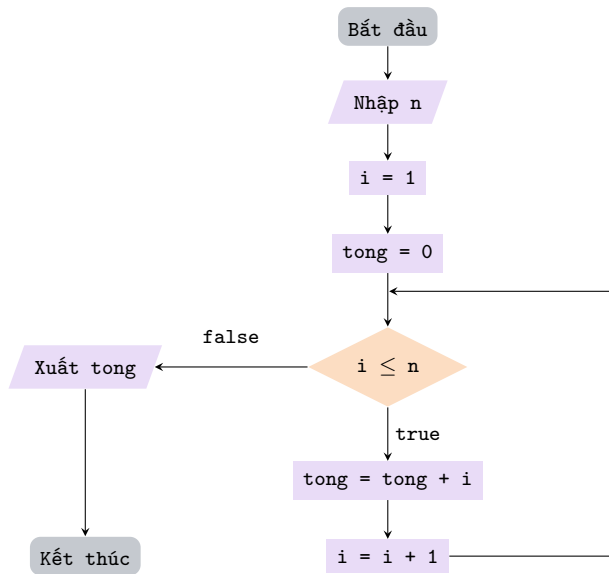 Bắt đầu
Nhập n
i = 1
tong = 0
i ≤ n
false
Xuất tong
true
tong = tong + i
i = i + 1
Kết thúc